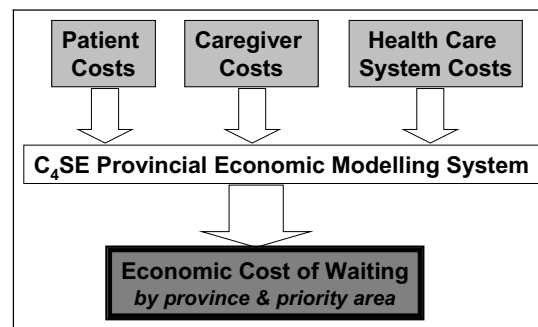 Patient
Costs
Caregiver
Costs
Health Care
System Costs
C₄SE Provincial Economic Modelling System
Economic Cost of Waiting
by province & priority area